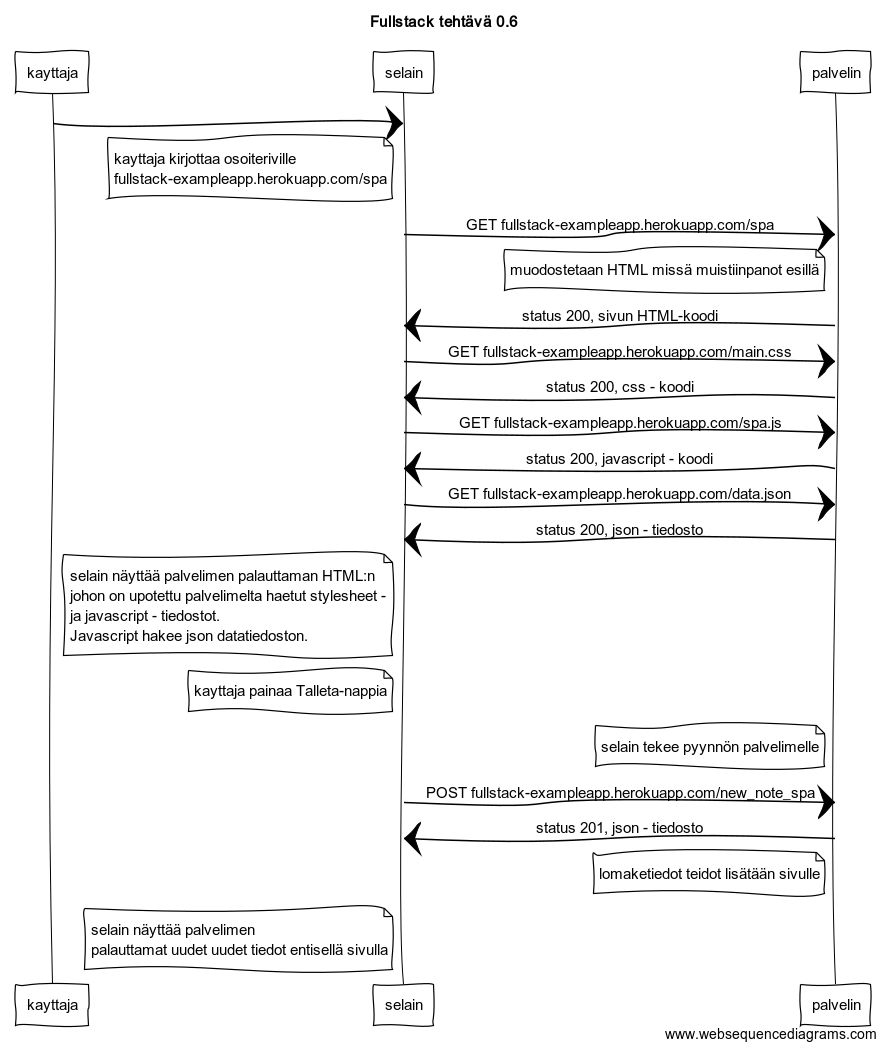 Fullstack tehtävä 0.6
kayttaja
selain
palvelin
kayttaja kirjottaa osoiteriville
fullstack-exampleapp.herokuapp.com/spa
GET fullstack-exampleapp.herokuapp.com/spa
muodostetaan HTML missä muistiinpanot esillä
status 200, sivun HTML-koodi
GET fullstack-exampleapp.herokuapp.com/main.css
status 200, css - koodi
GET fullstack-exampleapp.herokuapp.com/spa.js
status 200, javascript - koodi
GET fullstack-exampleapp.herokuapp.com/data.json
status 200, json - tiedosto
selain näyttää palvelimen palauttaman HTML:n
johon on upotettu palvelimelta haetut stylesheet -
ja javascript - tiedostot.
Javascript hakee json datatiedoston.
kayttaja painaa Talleta-nappia
selain tekee pyynnön palvelimelle
POST fullstack-exampleapp.herokuapp.com/new_note_spa
status 201, json - tiedosto
lomaketiedot teidot lisätään sivulle
selain näyttää palvelimen
palauttamat uudet uudet tiedot entisellä sivulla
kayttaja
selain
palvelin
www.websequencediagrams.com